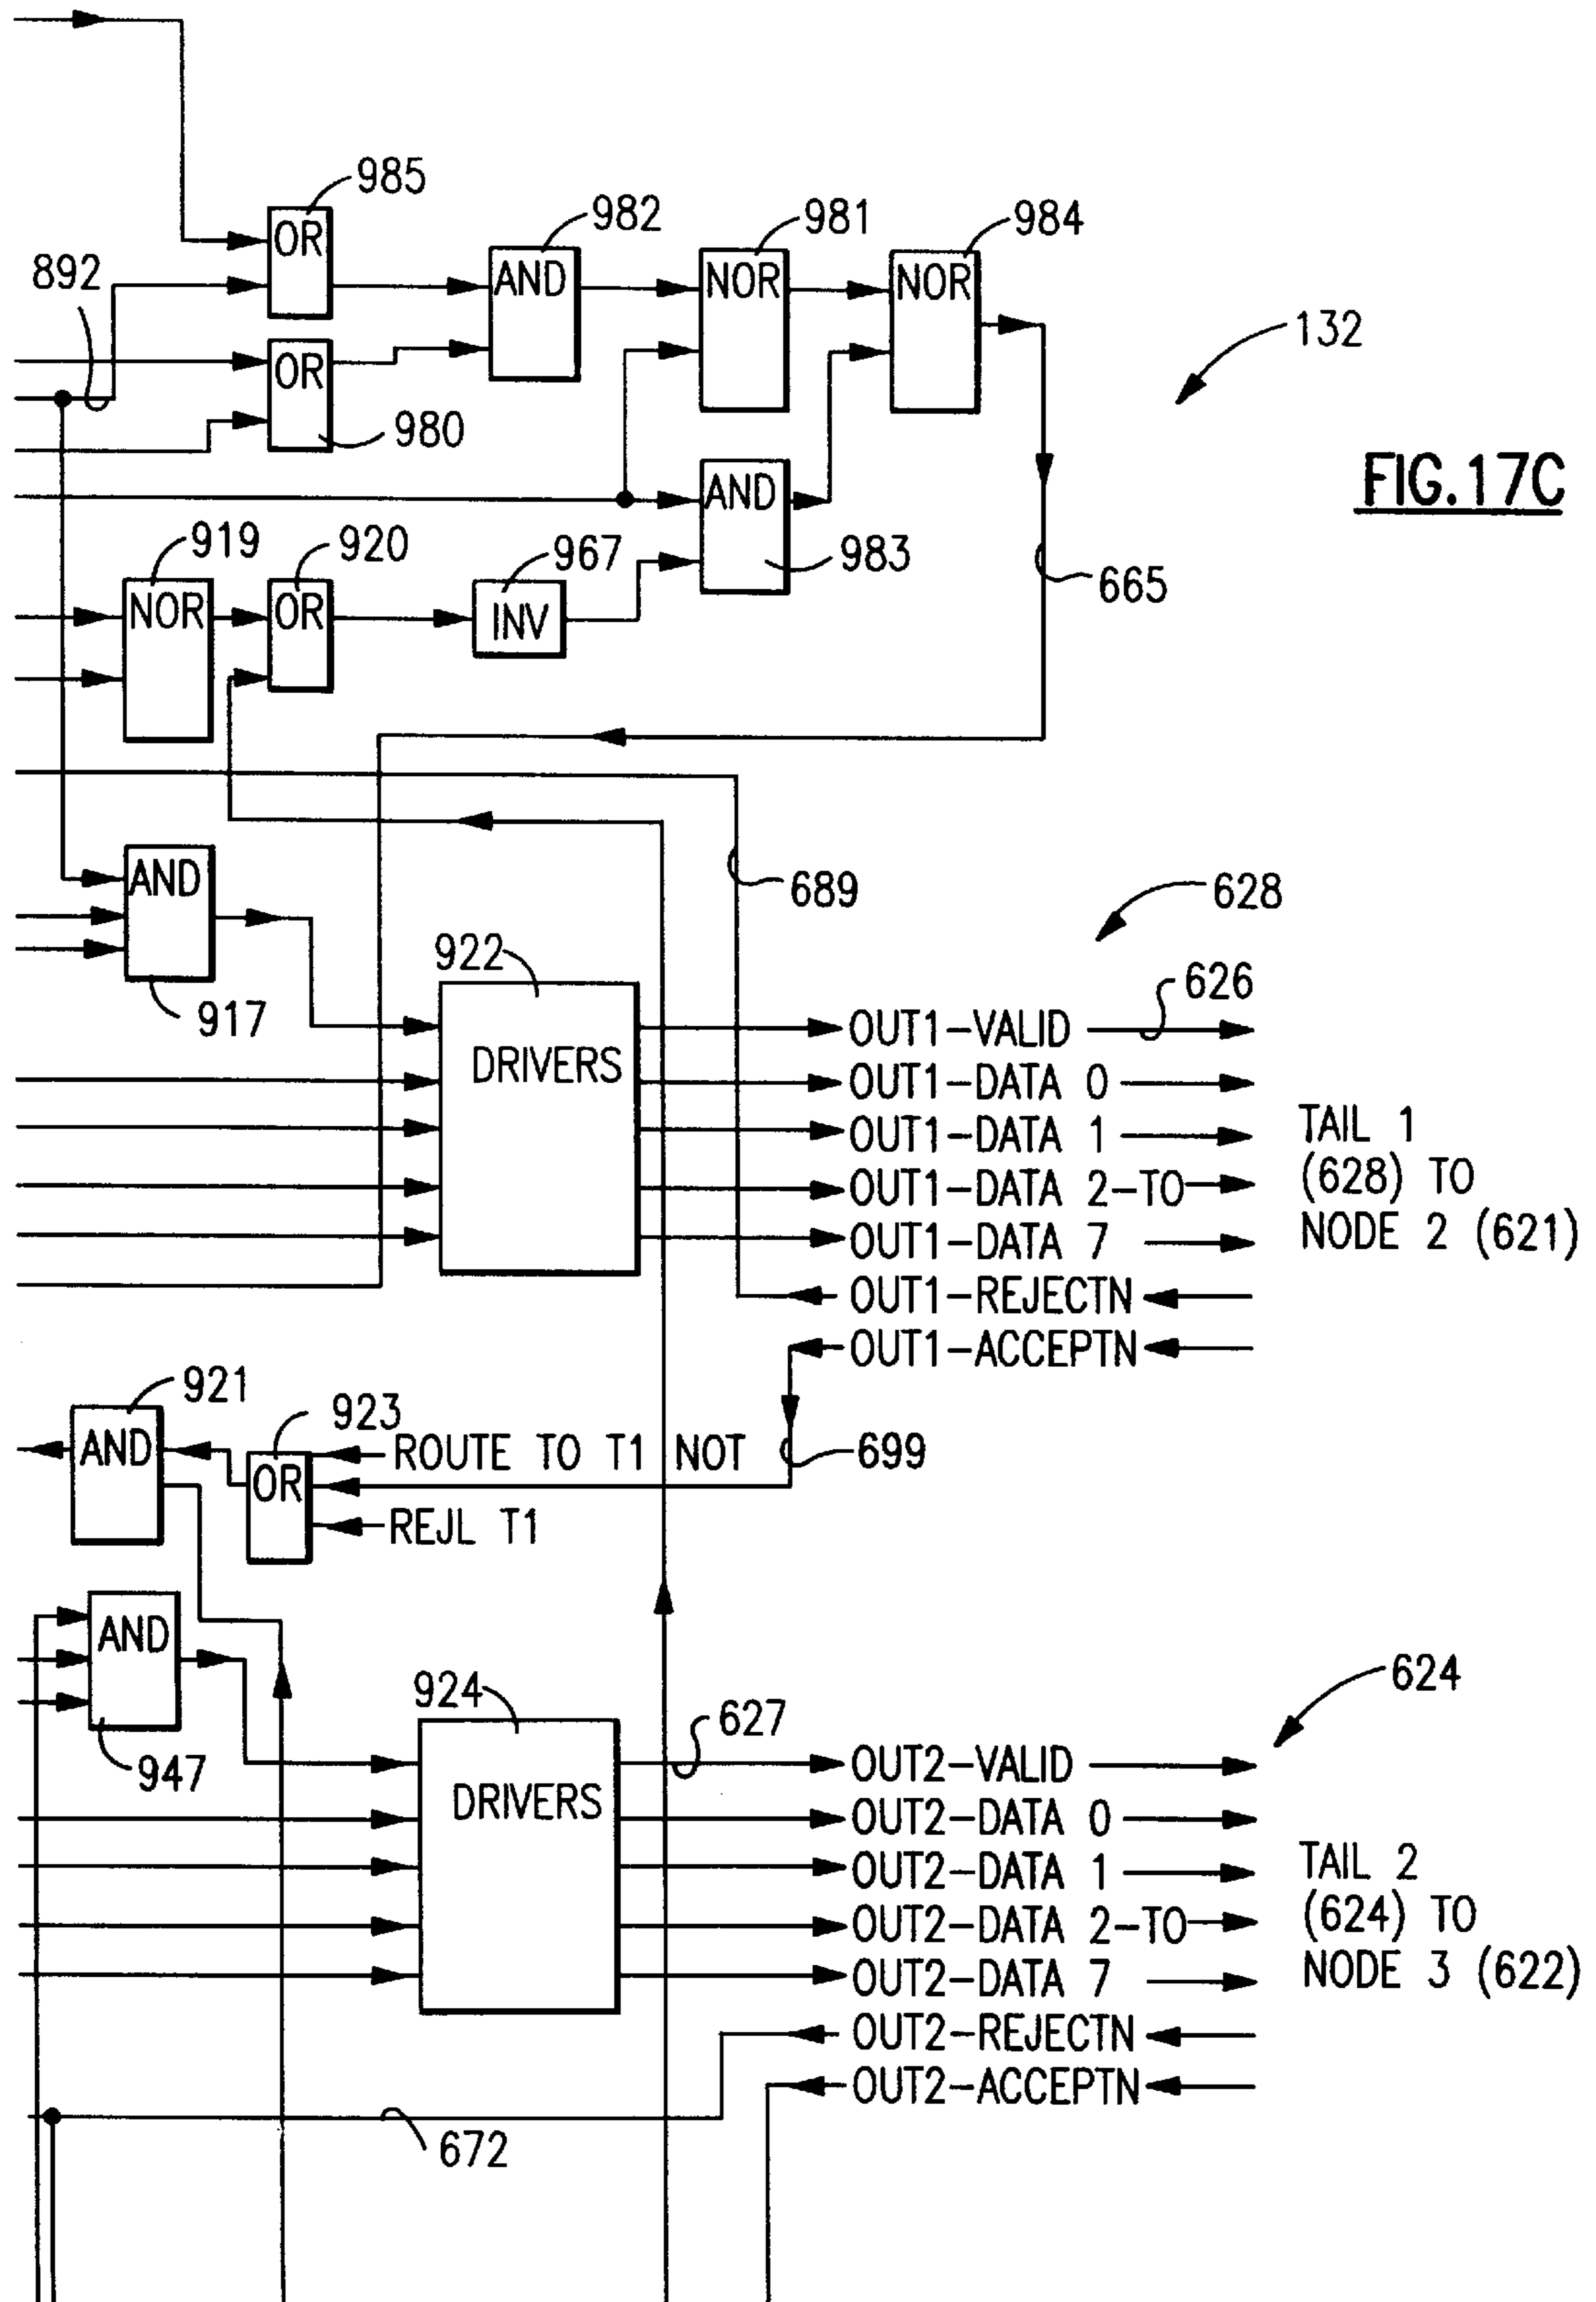 985
OR
982
981
984
892
AND
NOR
NOR
132
OR
980
FIG.17C
AND
919
920
967
983
665
NOR
OR
INV
AND
689
628
922
626
917
OUT1-VALID
DRIVERS
OUT1-DATA 0
OUT1-DATA 1
TAIL 1
OUT1-DATA 2-TO
(628) TO
OUT1-DATA 7
NODE 2 (621)
OUT1-REJECTN
OUT1-ACCEPTN
921
923
AND
ROUTE TO T1 NOT
699
OR
REJL T1
AND
624
924
627
947
OUT2-VALID
DRIVERS
OUT2-DATA 0
OUT2-DATA 1
TAIL 2
OUT2-DATA 2-TO
(624) TO
OUT2-DATA 7
NODE 3 (622)
OUT2-REJECTN
OUT2-ACCEPTN
672